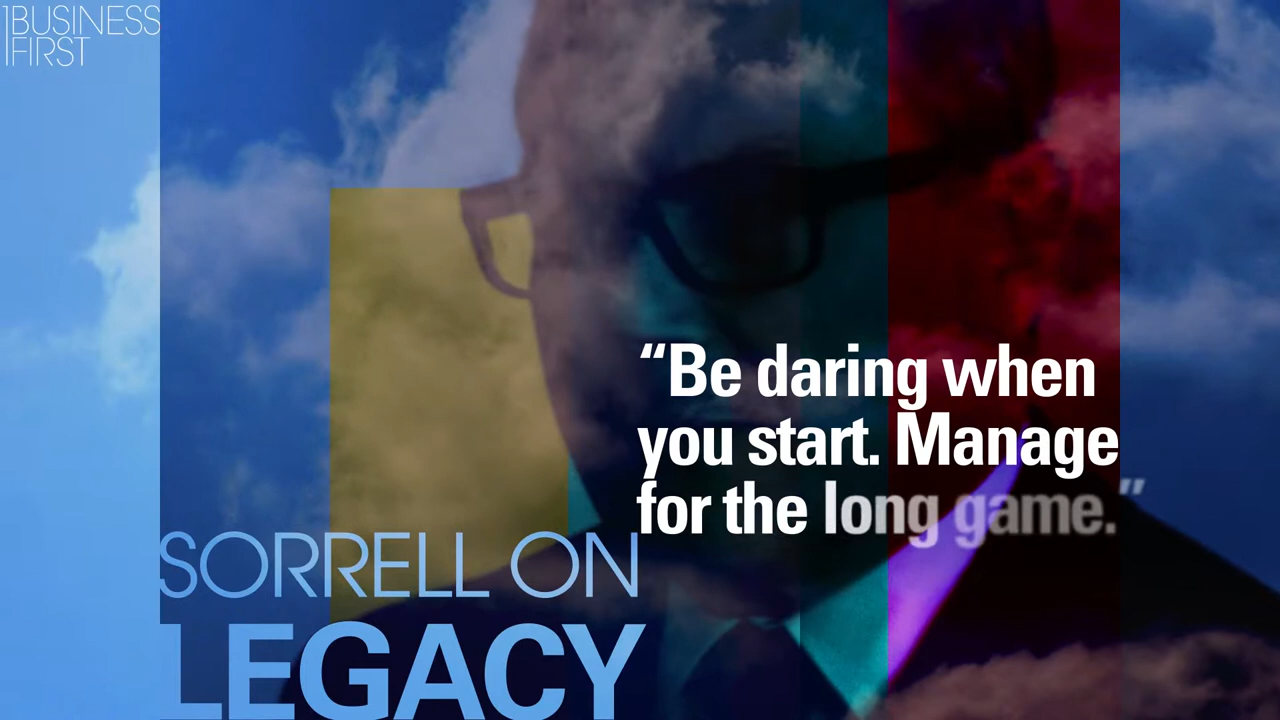 BUSINESS
FIRST
“Be daring when
you start. Manage
for the long game.”
SORRELL ON
LEGACY